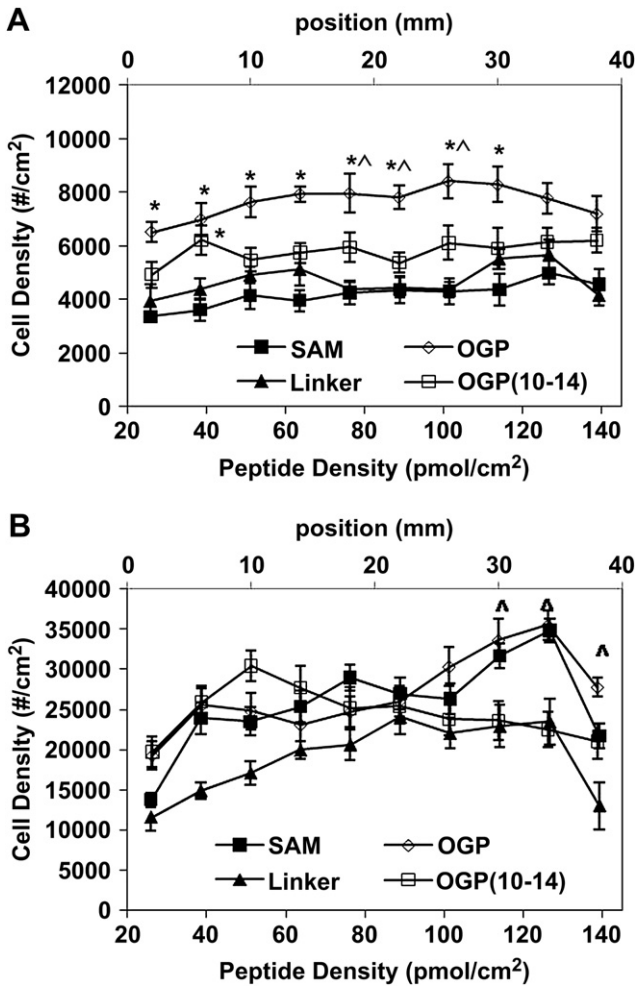 A
position (mm)
0 10 20 30 40
12000
10000
8000
6000
4000
2000
0
Cell Density (#/cm²)
* * * * *^ *^ *^ *
*
SAM OGP
Linker OGP(10-14)
20 40 60 80 100 120 140
Peptide Density (pmol/cm²)
B
position (mm)
0 10 20 30 40
40000
35000
30000
25000
20000
15000
10000
5000
0
Cell Density (#/cm²)
^ ^ ^
SAM OGP
Linker OGP(10-14)
20 40 60 80 100 120 140
Peptide Density (pmol/cm²)